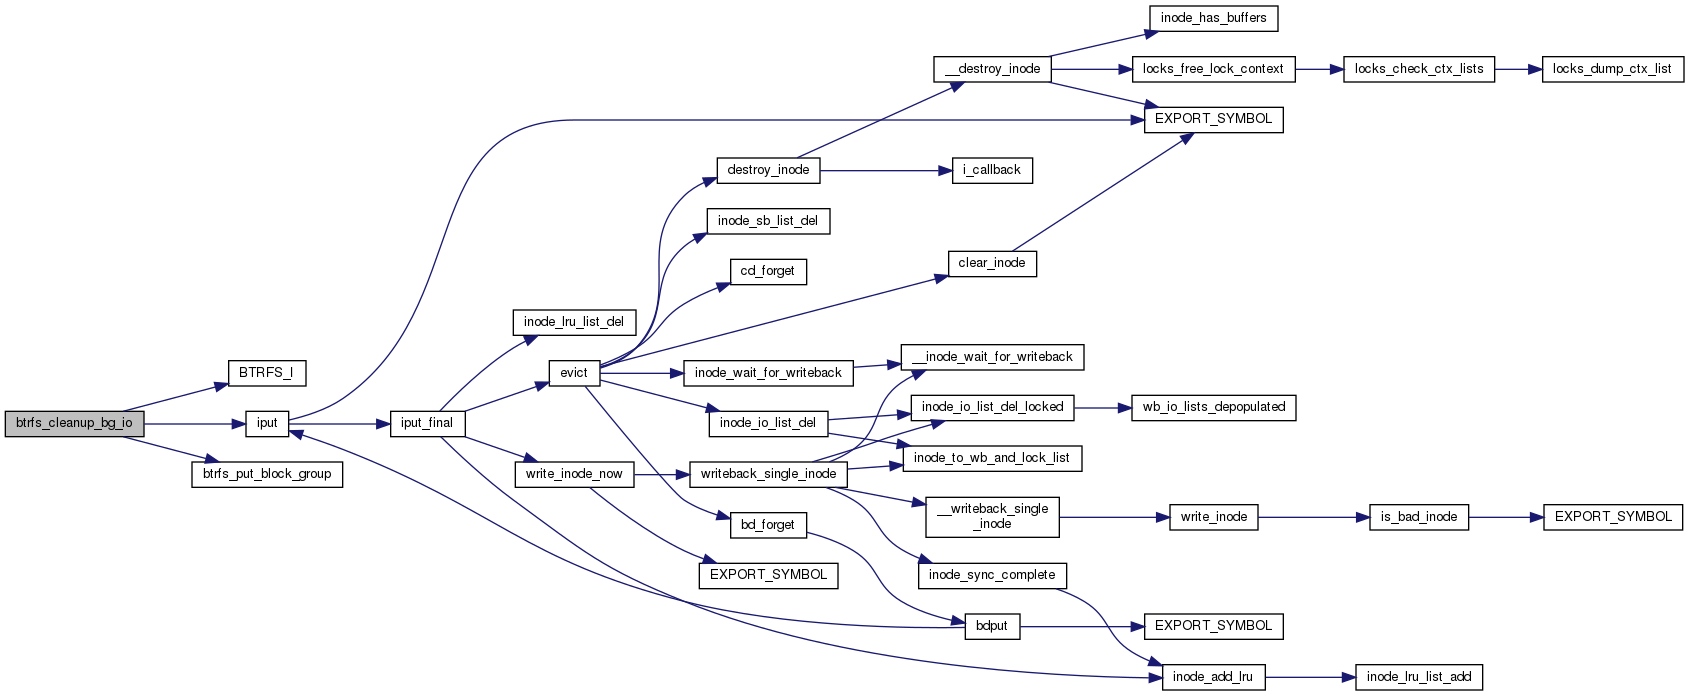 inode_has_buffers
__destroy_inode
locks_free_lock_context
locks_check_ctx_lists
locks_dump_ctx_list
EXPORT_SYMBOL
destroy_inode
i_callback
inode_sb_list_del
clear_inode
cd_forget
inode_lru_list_del
__inode_wait_for_writeback
BTRFS_I
evict
inode_wait_for_writeback
inode_io_list_del_locked
wb_io_lists_depopulated
btrfs_cleanup_bg_io
iput
iput_final
inode_io_list_del
inode_to_wb_and_lock_list
btrfs_put_block_group
write_inode_now
writeback_single_inode
__writeback_single
_inode
write_inode
is_bad_inode
EXPORT_SYMBOL
bd_forget
EXPORT_SYMBOL
inode_sync_complete
bdput
EXPORT_SYMBOL
inode_add_lru
inode_lru_list_add